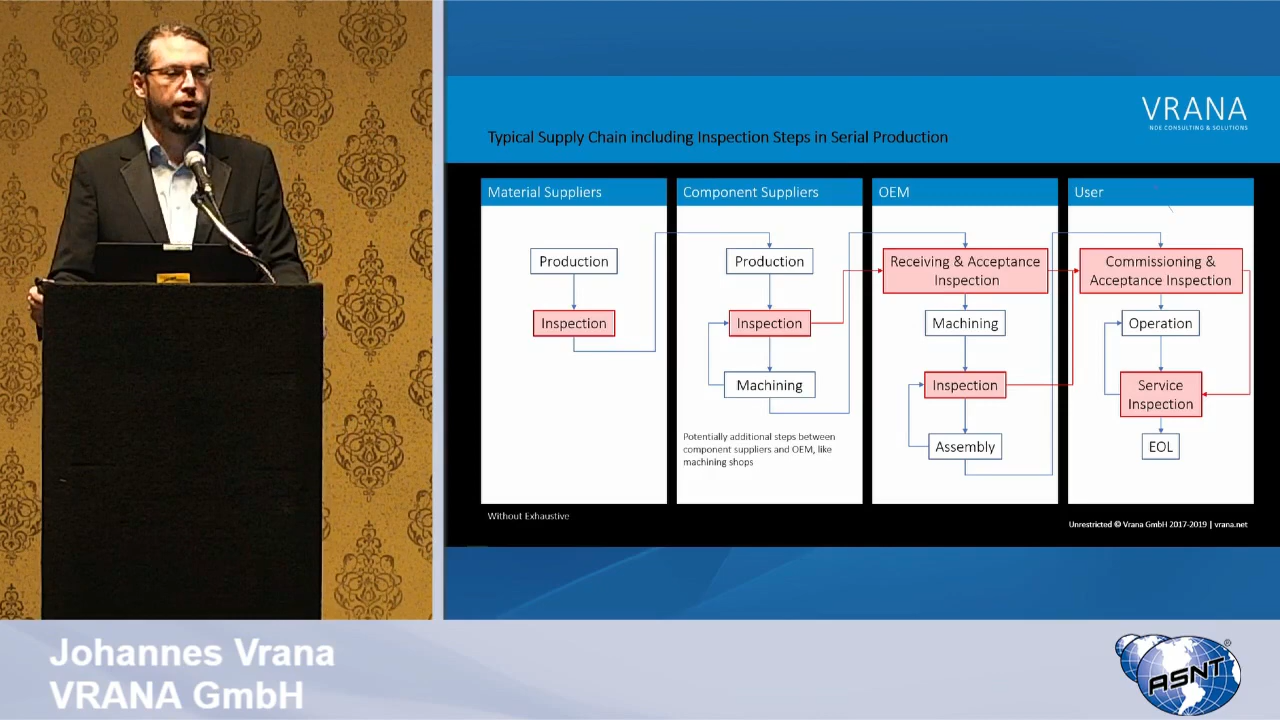 VRANA
NDE CONSULTING & SOLUTIONS
Typical Supply Chain including Inspection Steps in Serial Production
Material Suppliers
Production
Inspection
Component Suppliers
Production
Inspection
Machining
Potentially additional steps between
component suppliers and OEM, like
machining shops
OEM
Receiving & Acceptance
Inspection
Machining
Inspection
Assembly
User
Commissioning &
Acceptance Inspection
Operation
Service
Inspection
EOL
Without Exhaustive
Unrestricted © Vrana GmbH 2017-2019 | vrana.net
Johannes Vrana
VRANA GmbH
ASNT
®